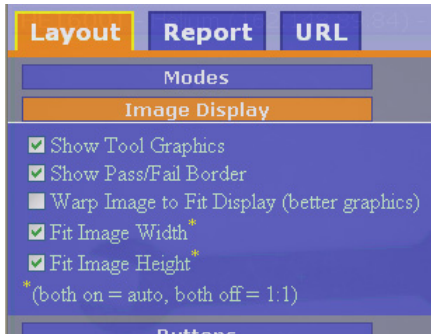 Layout Report URL
Modes
Image Display
Show Tool Graphics
Show Pass/Fail Border
Warp Image to Fit Display (better graphics)
Fit Image Width*
Fit Image Height*
*(both on = auto, both off = 1:1)
Buttons